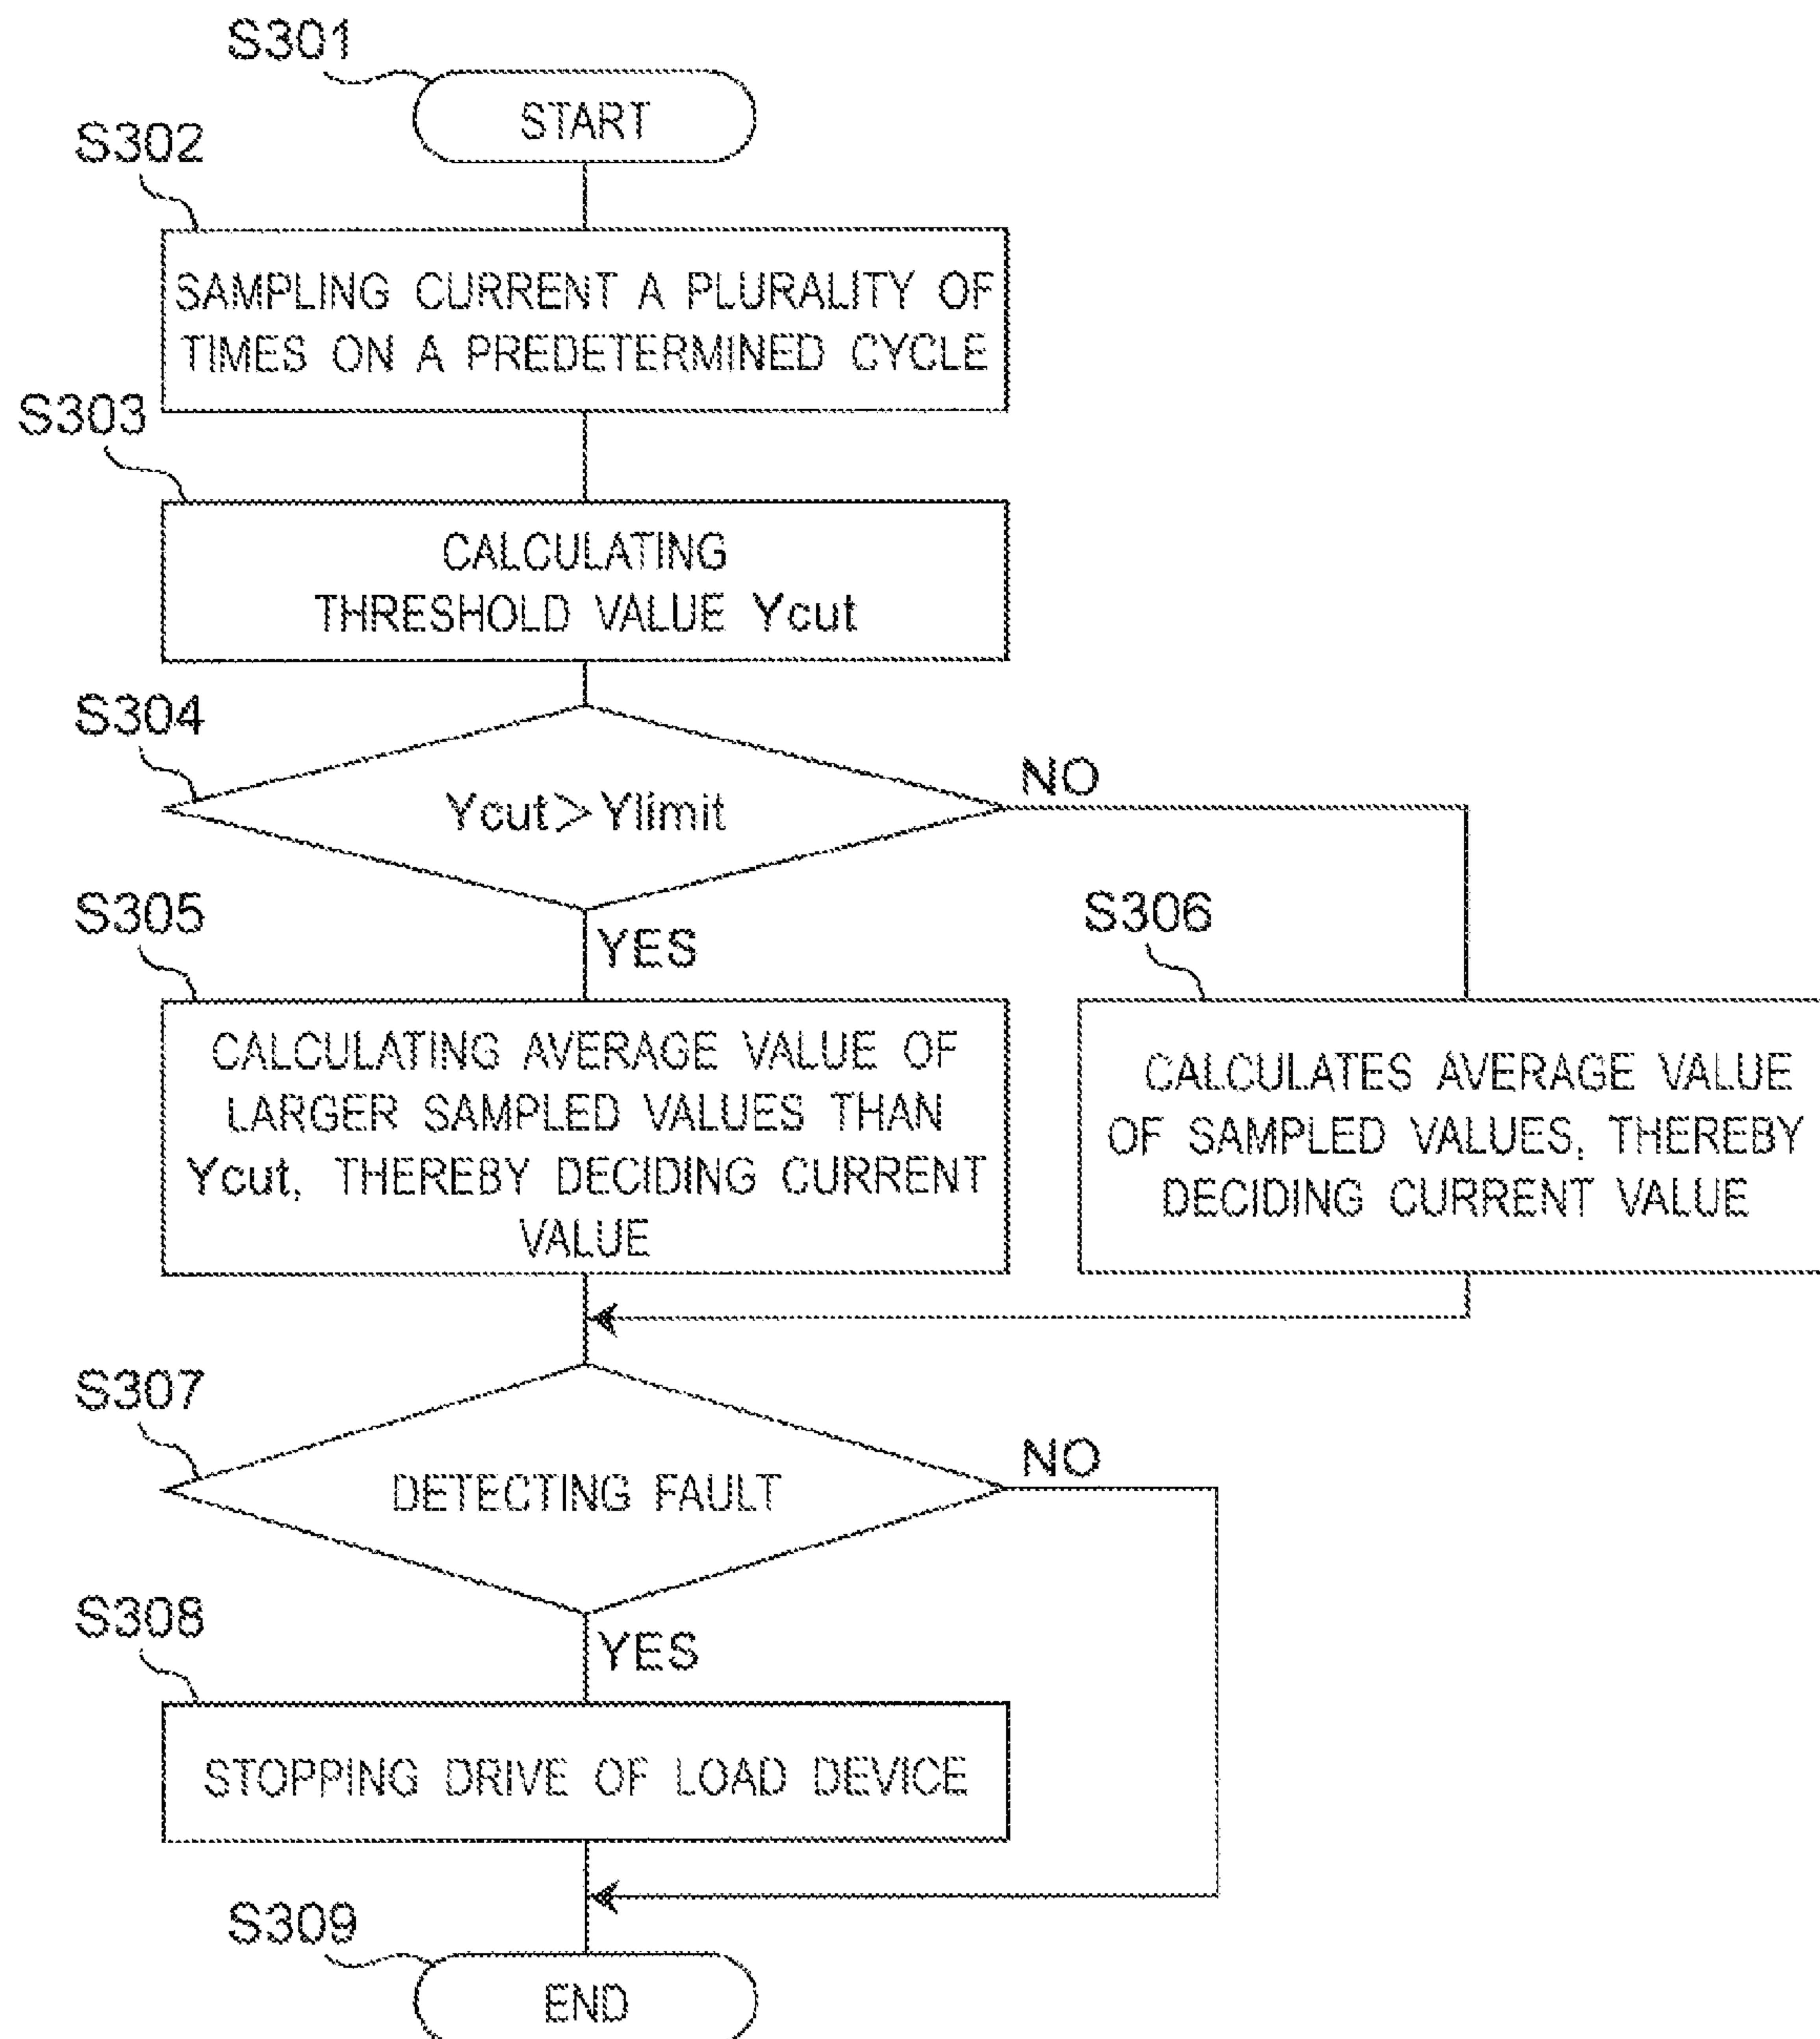 S301
START
S302
SAMPLING CURRENT A PLURALITY OF
TIMES ON A PREDETERMINED CYCLE
S303
CALCULATING
THRESHOLD VALUE Ycut
S304
Ycut>Ylimit
NO
YES
S305
CALCULATING AVERAGE VALUE OF
LARGER SAMPLED VALUES THAN
Ycut, THEREBY DECIDING CURRENT
VALUE
S306
CALCULATES AVERAGE VALUE
OF SAMPLED VALUES, THEREBY
DECIDING CURRENT VALUE
S307
DETECTING FAULT
NO
YES
S308
STOPPING DRIVE OF LOAD DEVICE
S309
END